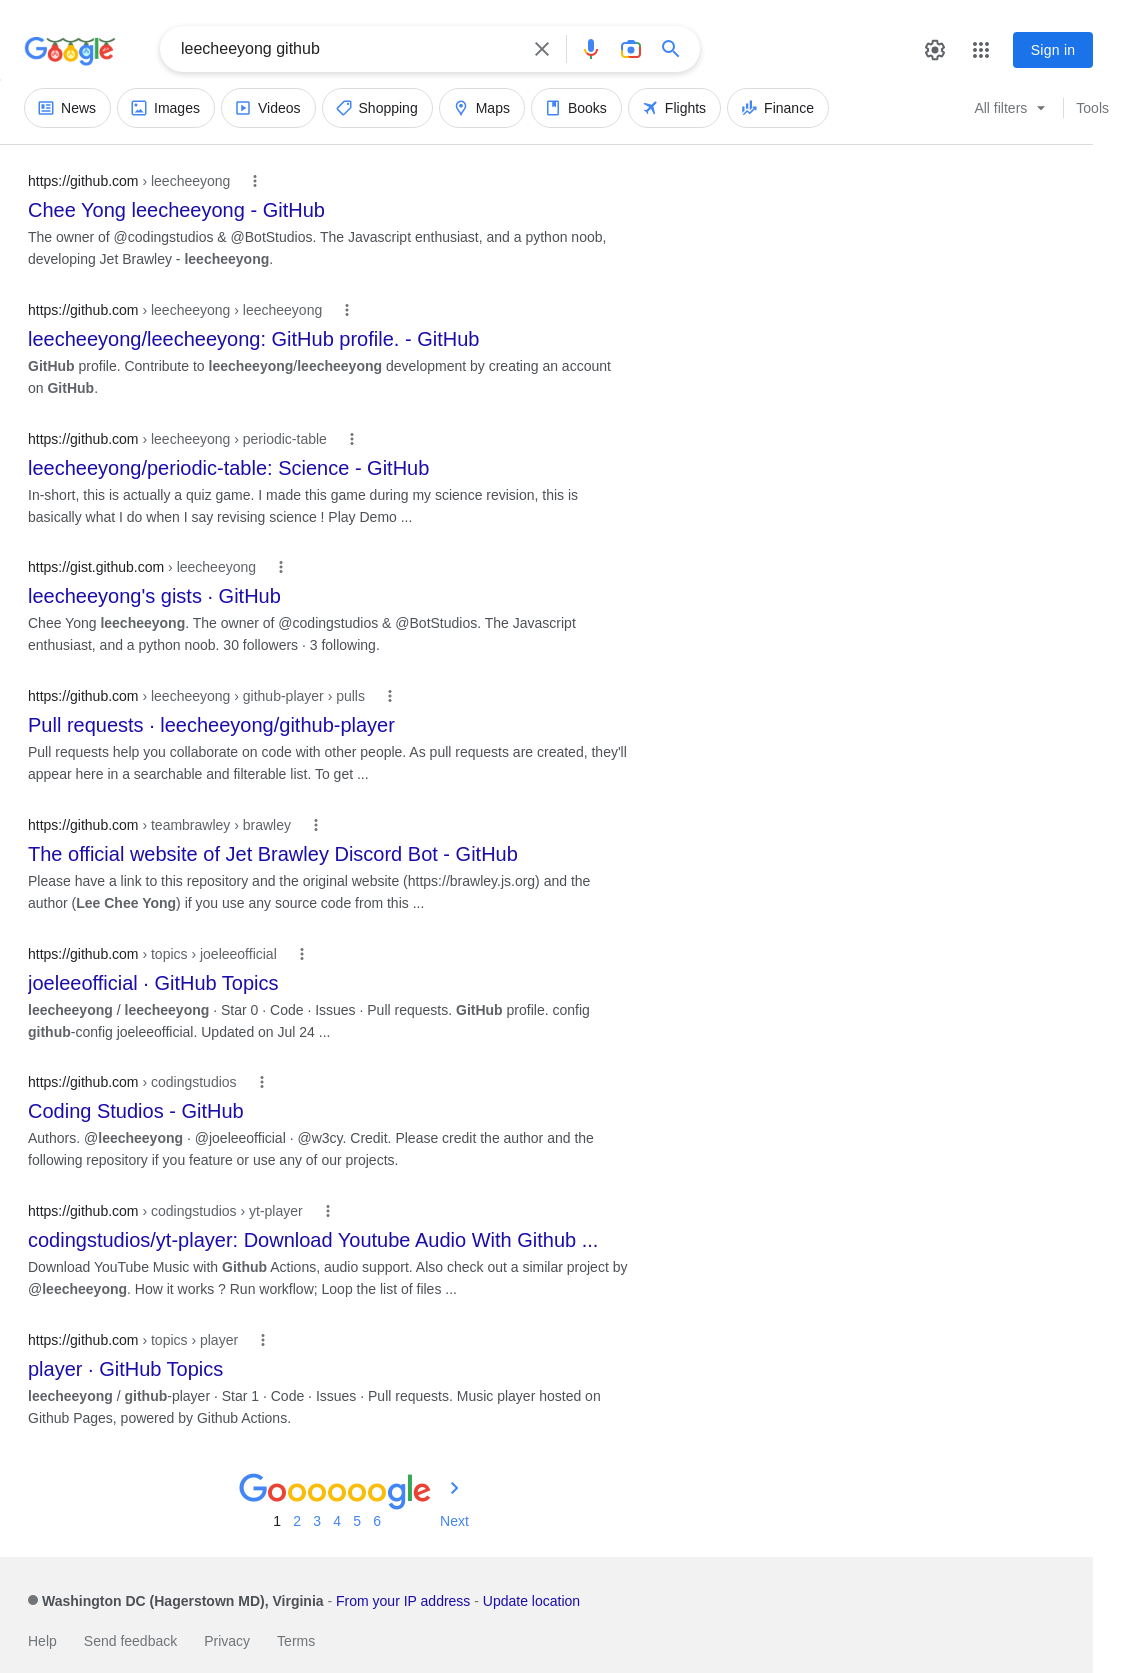 Google
leecheeyong github
Sign in
News Images Videos Shopping Maps Books Flights Finance All filters Tools
https://github.com › leecheeyong
Chee Yong leecheeyong - GitHub
The owner of @codingstudios & @BotStudios. The Javascript enthusiast, and a python noob,
developing Jet Brawley - leecheeyong.
https://github.com › leecheeyong › leecheeyong
leecheeyong/leecheeyong: GitHub profile. - GitHub
GitHub profile. Contribute to leecheeyong/leecheeyong development by creating an account
on GitHub.
https://github.com › leecheeyong › periodic-table
leecheeyong/periodic-table: Science - GitHub
In-short, this is actually a quiz game. I made this game during my science revision, this is
basically what I do when I say revising science ! Play Demo ...
https://gist.github.com › leecheeyong
leecheeyong's gists · GitHub
Chee Yong leecheeyong. The owner of @codingstudios & @BotStudios. The Javascript
enthusiast, and a python noob. 30 followers · 3 following.
https://github.com › leecheeyong › github-player › pulls
Pull requests · leecheeyong/github-player
Pull requests help you collaborate on code with other people. As pull requests are created, they'll
appear here in a searchable and filterable list. To get ...
https://github.com › teambrawley › brawley
The official website of Jet Brawley Discord Bot - GitHub
Please have a link to this repository and the original website (https://brawley.js.org) and the
author (Lee Chee Yong) if you use any source code from this ...
https://github.com › topics › joeleeofficial
joeleeofficial · GitHub Topics
leecheeyong / leecheeyong · Star 0 · Code · Issues · Pull requests. GitHub profile. config
github-config joeleeofficial. Updated on Jul 24 ...
https://github.com › codingstudios
Coding Studios - GitHub
Authors. @leecheeyong · @joeleeofficial · @w3cy. Credit. Please credit the author and the
following repository if you feature or use any of our projects.
https://github.com › codingstudios › yt-player
codingstudios/yt-player: Download Youtube Audio With Github ...
Download YouTube Music with Github Actions, audio support. Also check out a similar project by
@leecheeyong. How it works ? Run workflow; Loop the list of files ...
https://github.com › topics › player
player · GitHub Topics
leecheeyong / github-player · Star 1 · Code · Issues · Pull requests. Music player hosted on
Github Pages, powered by Github Actions.
Goooooogle
1 2 3 4 5 6 Next
Washington DC (Hagerstown MD), Virginia - From your IP address - Update location
Help Send feedback Privacy Terms